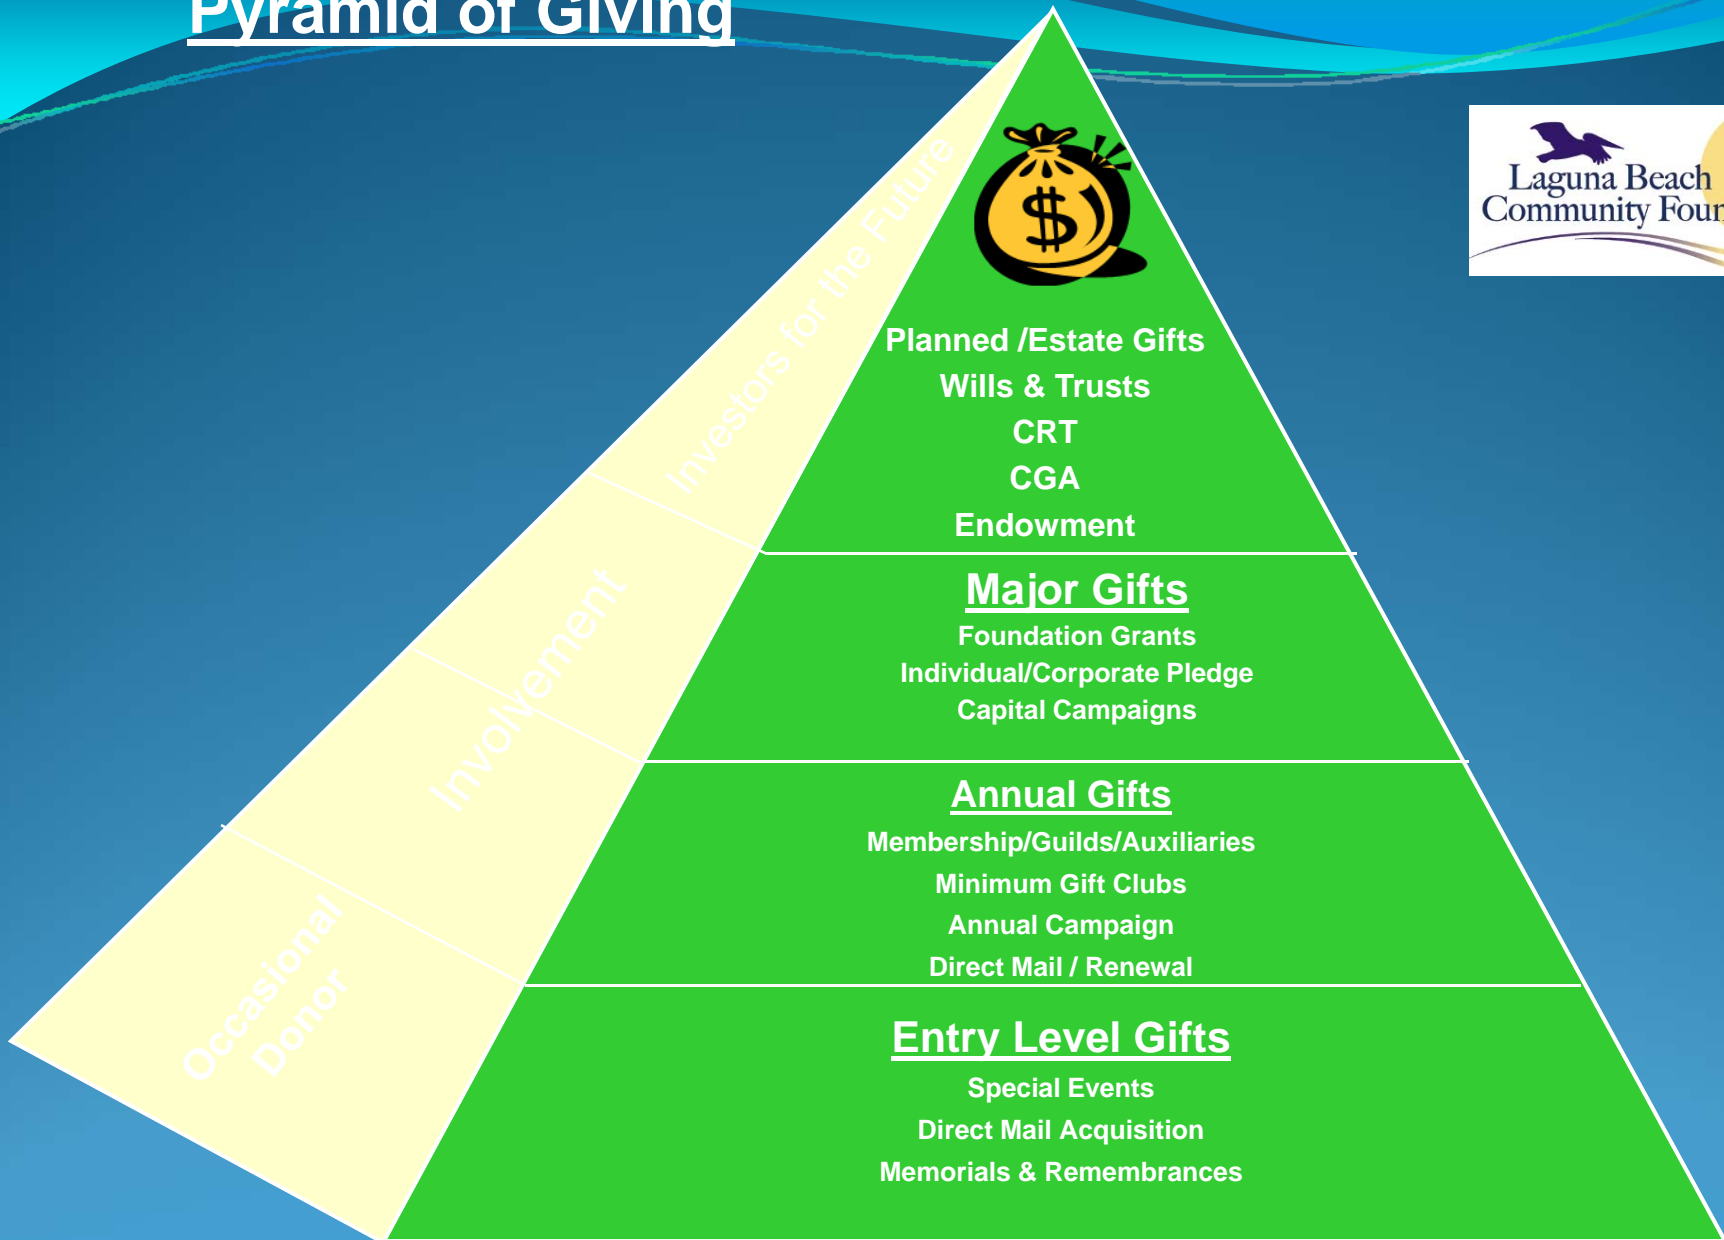 Pyramid of Giving
Laguna Beach
Community Foun
Investors for the Future
Planned /Estate Gifts
Wills & Trusts
CRT
CGA
Endowment
Involvement
Major Gifts
Foundation Grants
Individual/Corporate Pledge
Capital Campaigns
Annual Gifts
Membership/Guilds/Auxiliaries
Minimum Gift Clubs
Annual Campaign
Direct Mail / Renewal
Occasional
Donor
Entry Level Gifts
Special Events
Direct Mail Acquisition
Memorials & Remembrances